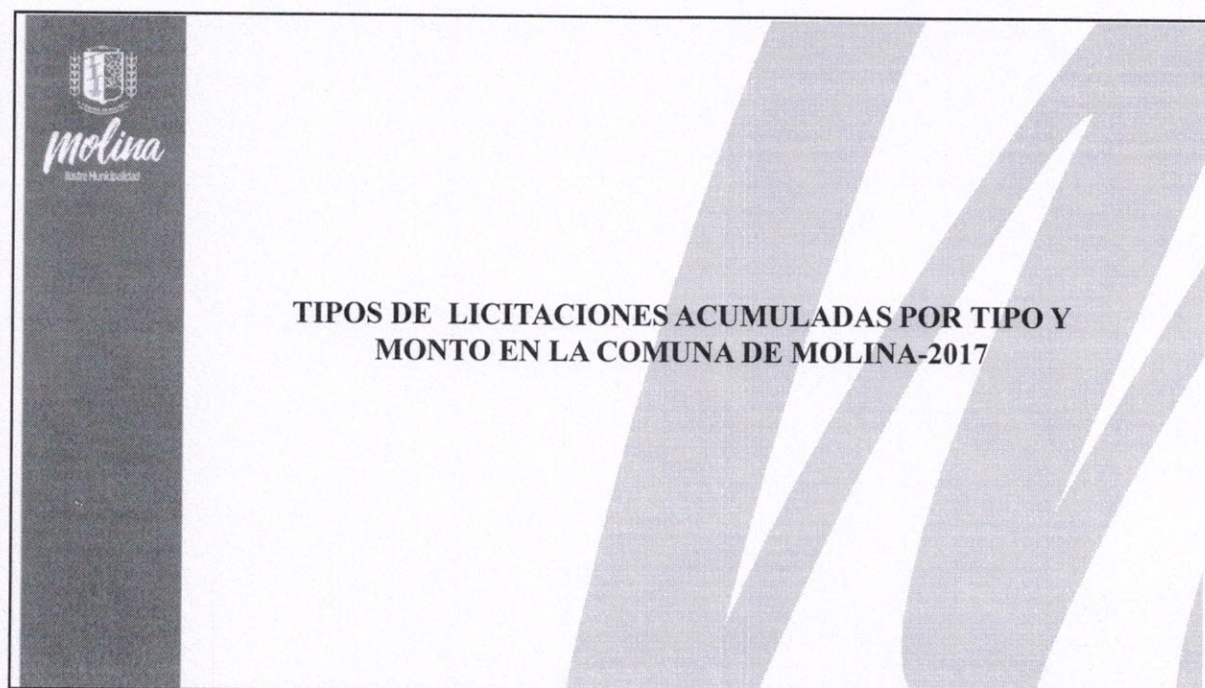 Molina
Ilustre Municipalidad
TIPOS DE LICITACIONES ACUMULADAS POR TIPO Y
MONTO EN LA COMUNA DE MOLINA-2017